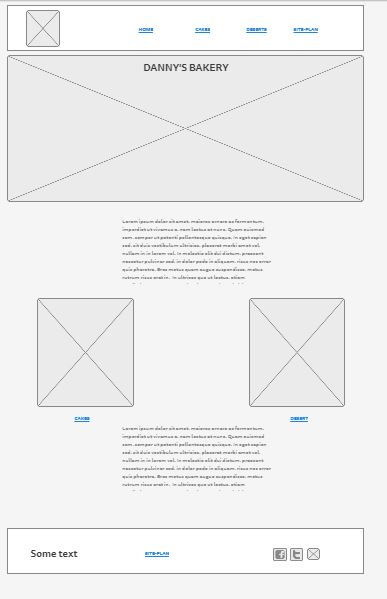 HOME CAKES DESERTS SITE-PLAN
DANNY'S BAKERY
Lorem ipsum dolor sit amet, maiores ornare ac fermentum,
imperdiet ut vivamus a, nam lectus at nunc. Quam euismod
sem, semper ut potenti pellentesque quisque. In eget sapien
sed, sit duis vestibulum ultricies, placerat morbi amet vel,
nullam in in lorem vel. In molestie elit dui dictum, praesent
nascetur pulvinar sed, in dolor pede in aliquam, risus nec error
quis pharetra. Eros metus quam augue suspendisse, metus
rutrum risus erat in. In ultrices quo ut lectus, etiam
CAKES DESERT
Lorem ipsum dolor sit amet, maiores ornare ac fermentum,
imperdiet ut vivamus a, nam lectus at nunc. Quam euismod
sem, semper ut potenti pellentesque quisque. In eget sapien
sed, sit duis vestibulum ultricies, placerat morbi amet vel,
nullam in in lorem vel. In molestie elit dui dictum, praesent
nascetur pulvinar sed, in dolor pede in aliquam, risus nec error
quis pharetra. Eros metus quam augue suspendisse, metus
rutrum risus erat in. In ultrices quo ut lectus, etiam
Some text SITE-PLAN